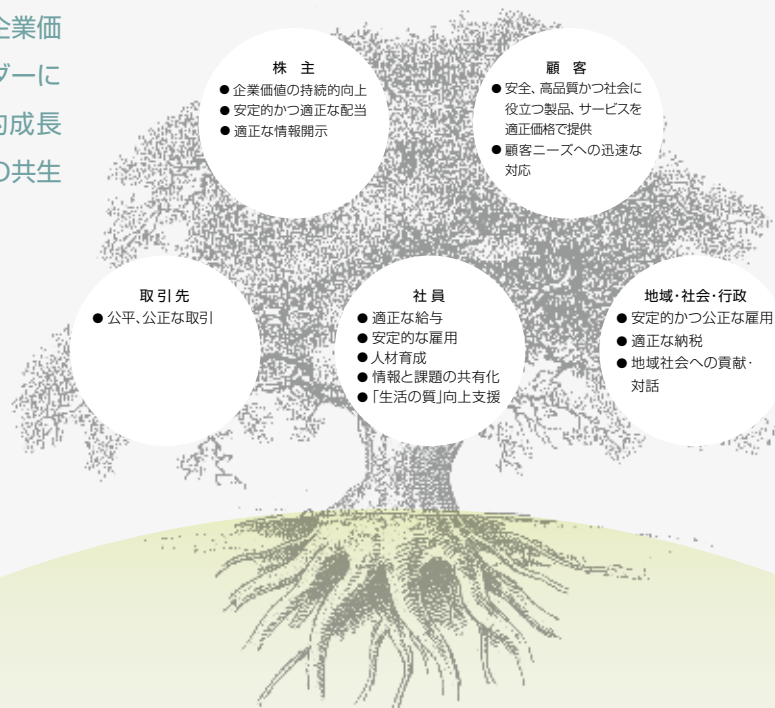 企業価
ダーに
的成長
の共生
株 主
● 企業価値の持続的向上
● 安定的かつ適正な配当
● 適正な情報開示
顧 客
● 安全、高品質かつ社会に
役立つ製品、サービスを
適正価格で提供
● 顧客ニーズへの迅速な
対応
取引先
● 公平、公正な取引
社員
● 適正な給与
● 安定的な雇用
● 人材育成
● 情報と課題の共有化
● 「生活の質」向上支援
地域・社会・行政
● 安定的かつ公正な雇用
● 適正な納税
● 地域社会への貢献・
対話